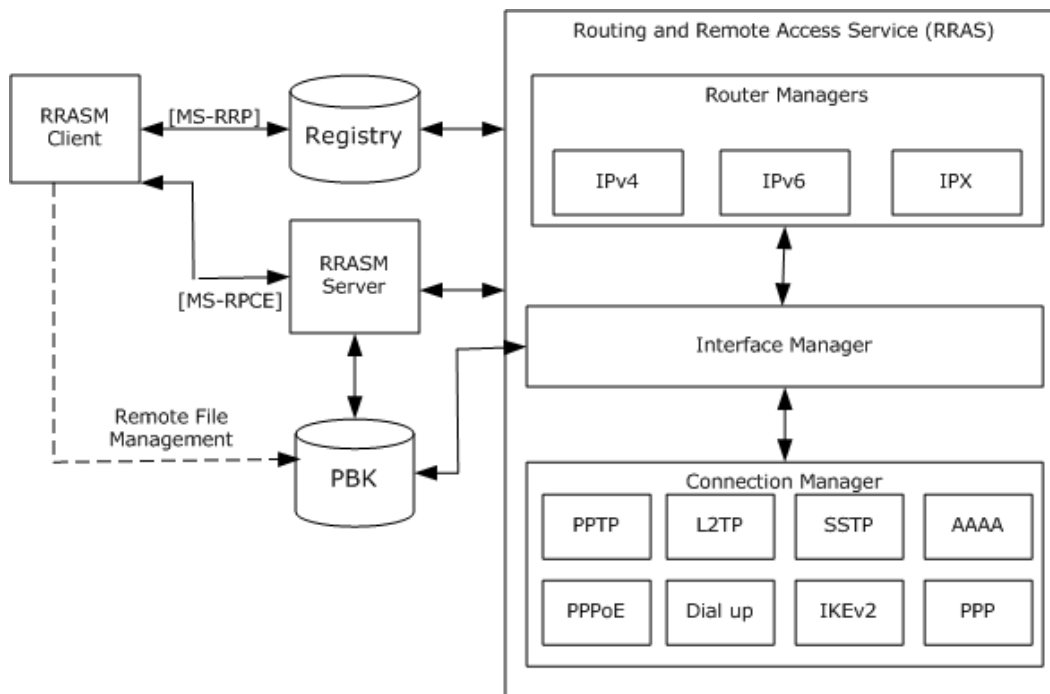 Routing and Remote Access Service (RRAS)
RRASM
Client
[MS-RRP]
Registry
Router Managers
IPv4
IPv6
IPX
RRASM
Server
[MS-RPCE]
Interface Manager
Remote File
Management
PBK
Connection Manager
PPTP
L2TP
SSTP
AAAA
PPPoE
Dial up
IKEv2
PPP